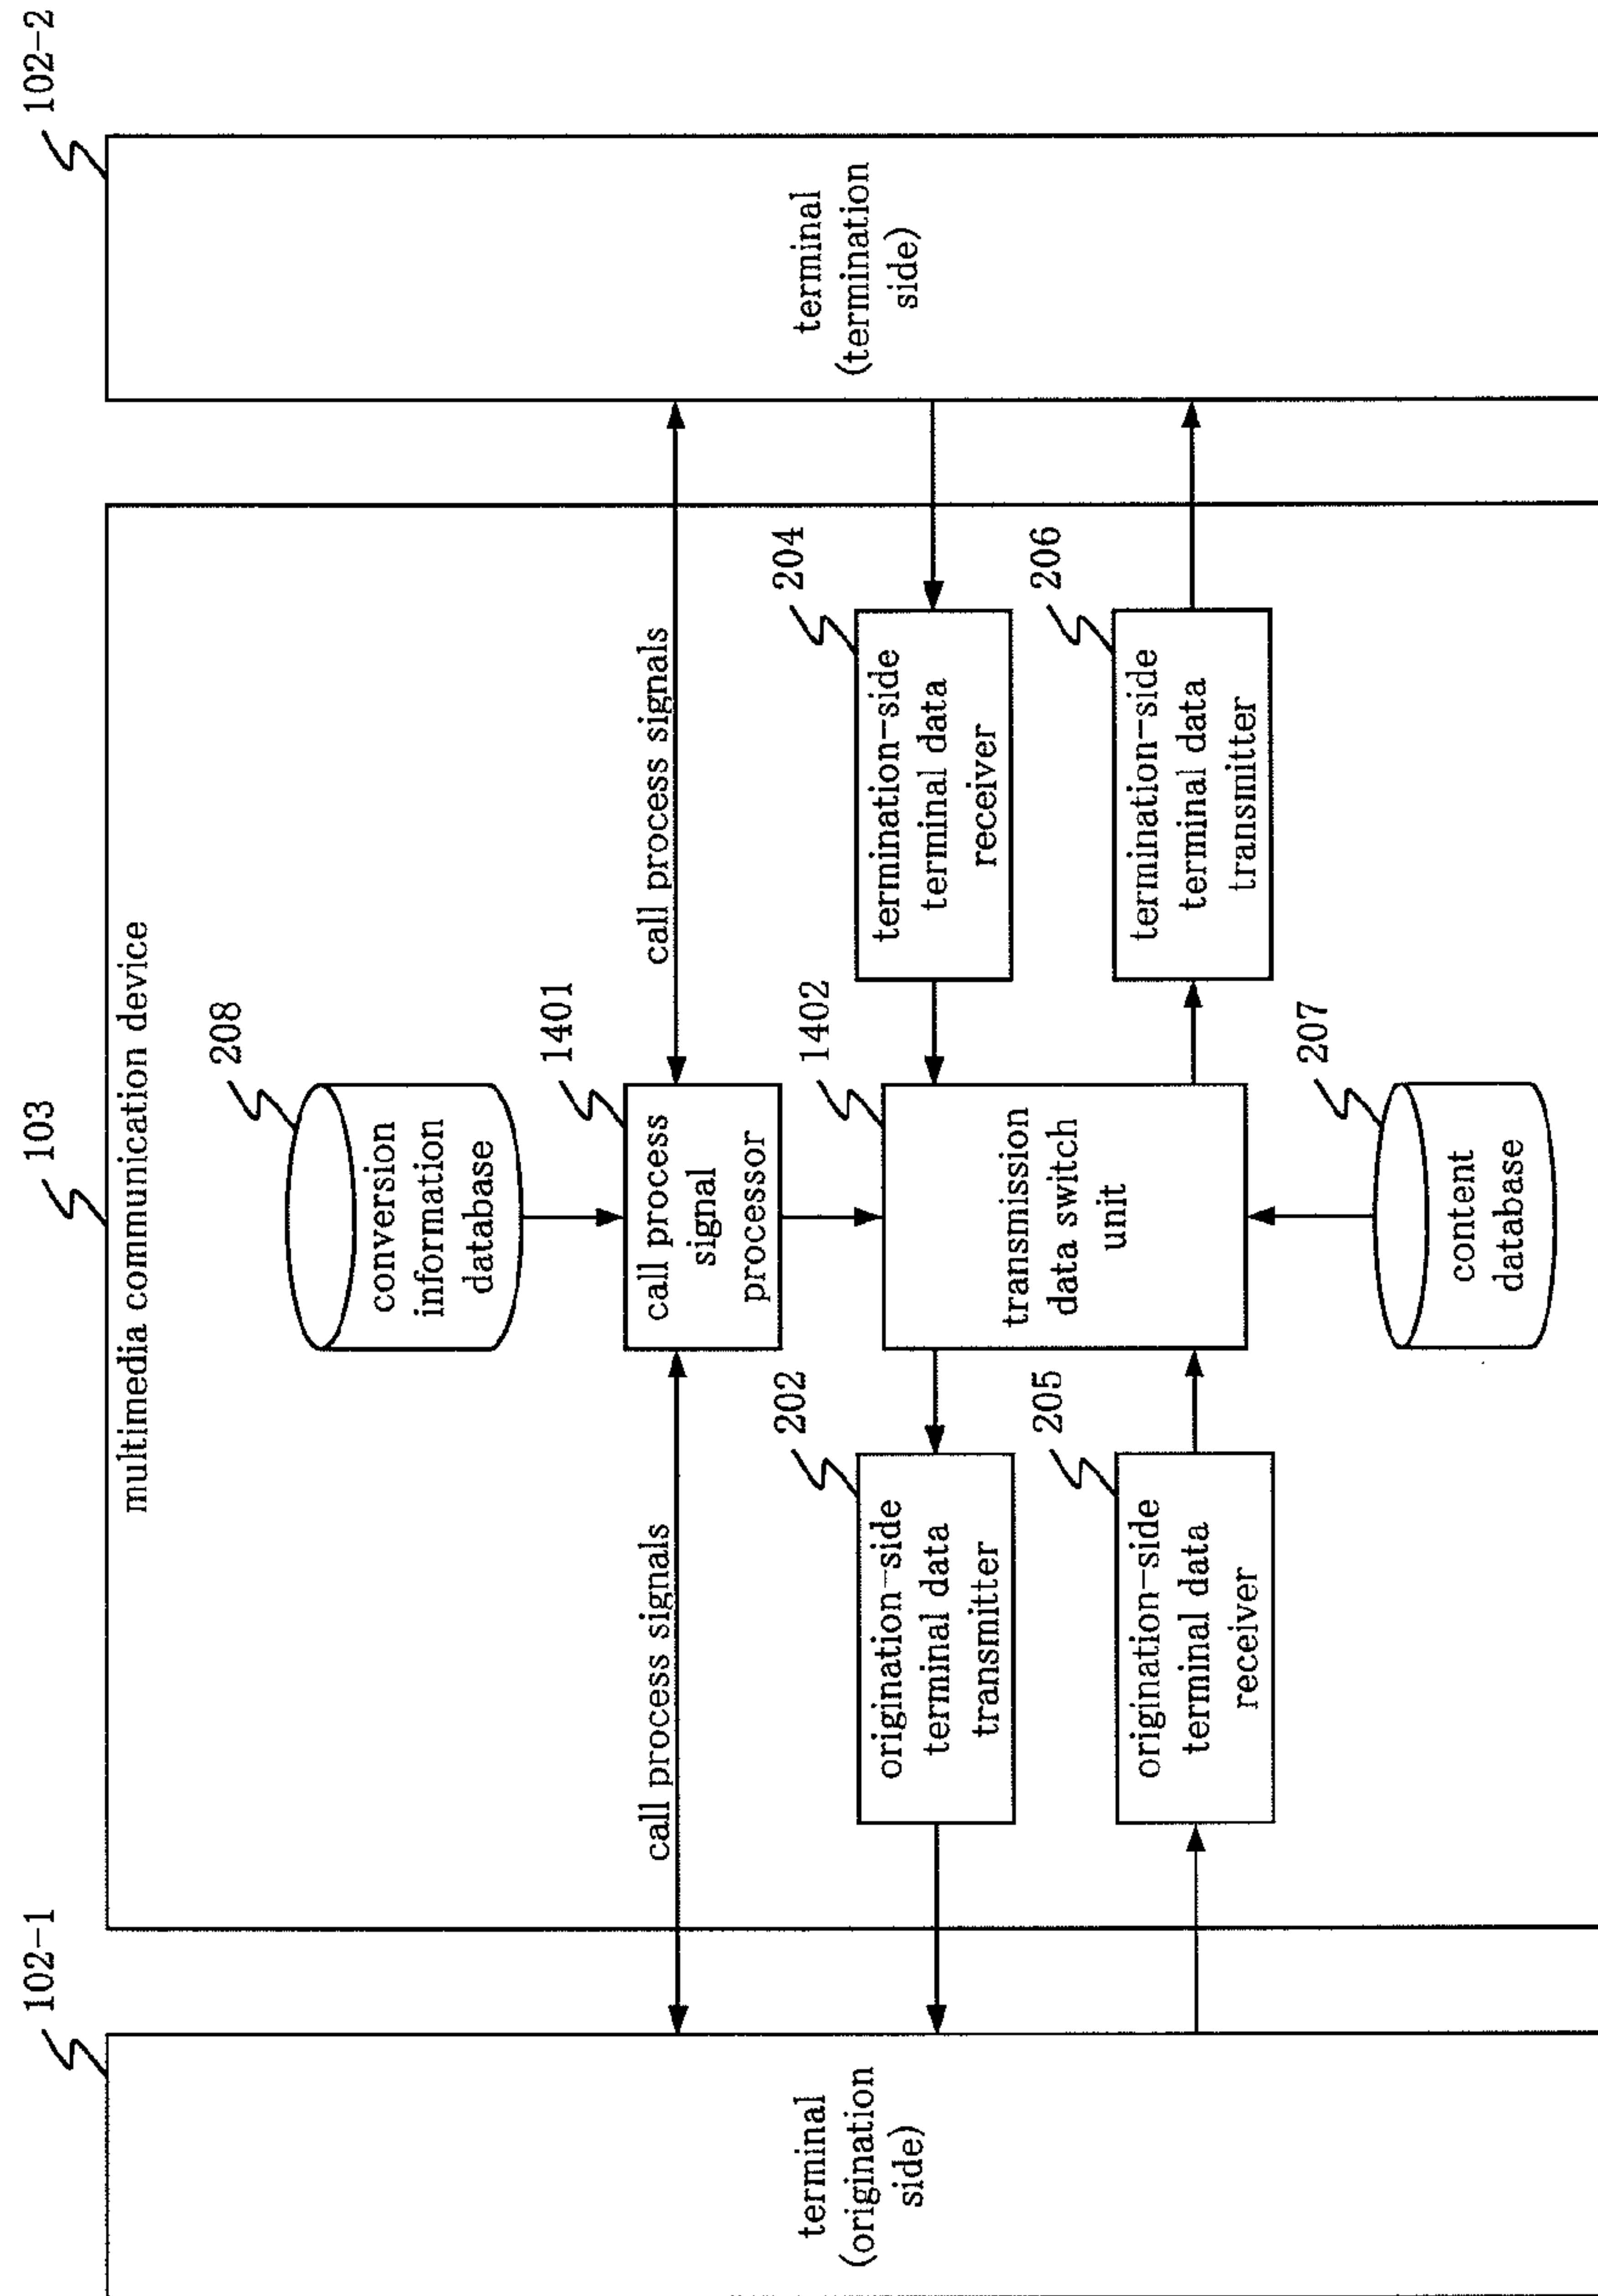 102-1
103
102-2
multimedia communication device
208
conversion
information
database
1401
call process
signal
processor
call process signals
call process signals
terminal
(origination
side)
terminal
(termination
side)
202
origination-side
terminal data
transmitter
1402
transmission
data switch
unit
204
termination-side
terminal data
receiver
205
origination-side
terminal data
receiver
206
termination-side
terminal data
transmitter
207
content
database